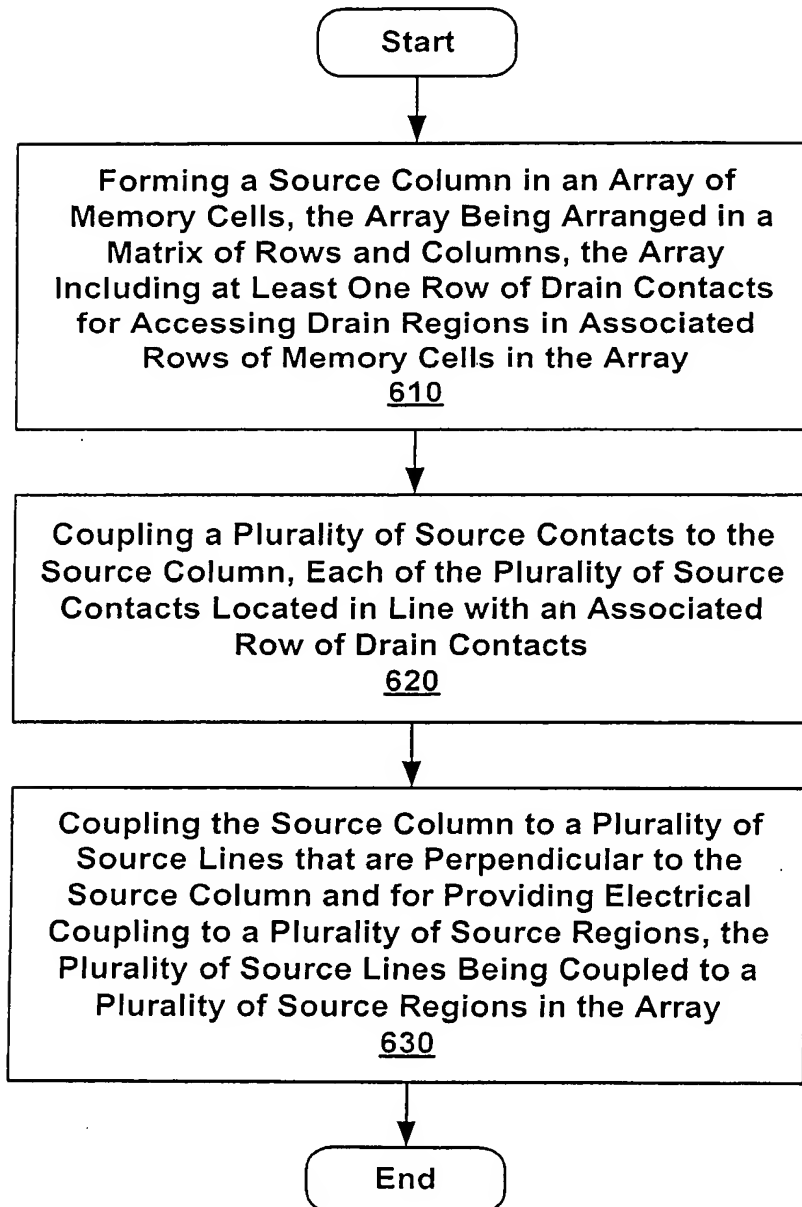 Start
Forming a Source Column in an Array of
Memory Cells, the Array Being Arranged in a
Matrix of Rows and Columns, the Array
Including at Least One Row of Drain Contacts
for Accessing Drain Regions in Associated
Rows of Memory Cells in the Array
610
Coupling a Plurality of Source Contacts to the
Source Column, Each of the Plurality of Source
Contacts Located in Line with an Associated
Row of Drain Contacts
620
Coupling the Source Column to a Plurality of
Source Lines that are Perpendicular to the
Source Column and for Providing Electrical
Coupling to a Plurality of Source Regions, the
Plurality of Source Lines Being Coupled to a
Plurality of Source Regions in the Array
630
End